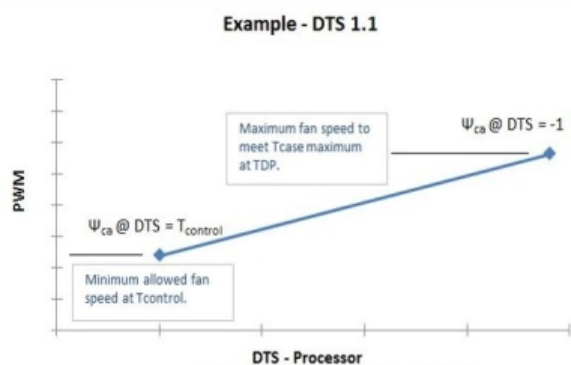 Example - DTS 1.1
Ψca @ DTS = -1
Maximum fan speed to
meet Tcase maximum
at TDP.
PWM
Ψca @ DTS = Tcontrol
Minimum allowed fan
speed at Tcontrol.
DTS - Processor